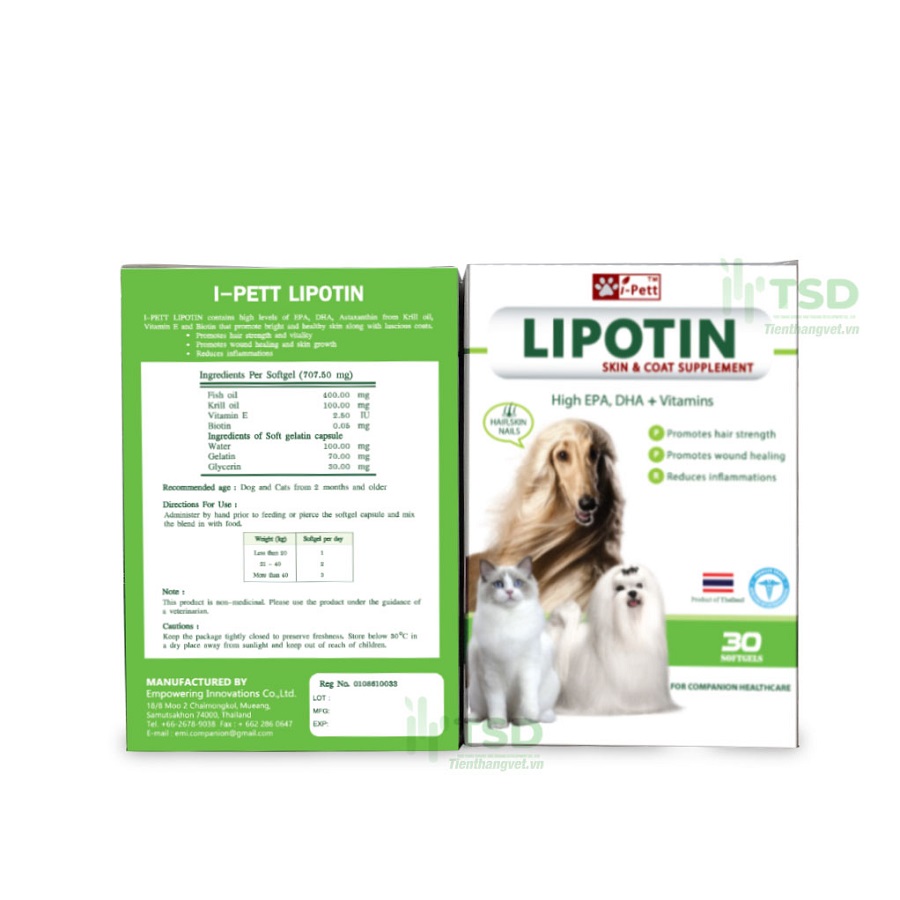 I-PETT LIPOTIN
I-PETT LIPOTIN contains high levels of EPA, DHA, Astaxanthin from Krill oil,
Vitamin E and Biotin that promote bright and healthy skin along with luscious coats.
• Promotes hair strength and vitality
• Promotes wound healing and skin growth
• Reduces inflammations
Ingredients Per Softgel (707.50 mg)
Fish oil 400.00 mg
Krill oil 100.00 mg
Vitamin E 2.50 IU
Biotin 0.05 mg
Ingredients of Soft gelatin capsule
Water 100.00 mg
Gelatin 70.00 mg
Glycerin 20.00 mg
Recommended age : Dog and Cats from 2 months and older
Directions For Use :
Administer by hand prior to feeding or pierce the softgel capsule and mix
the blend in with food.
Weight (kg) Softgel per day
Less than 20 1
21 - 40 2
More than 40 3
Note :
This product is non-medicinal. Please use the product under the guidance of
a veterinarian.
Cautions :
Keep the package tightly closed to preserve freshness. Store below 30°C in
a dry place away from sunlight and keep out of reach of children.
MANUFACTURED BY
Empowering Innovations Co.,Ltd.
18/8 Moo 2 Chaimongkol, Mueang,
Samutsakhon 74000, Thailand
Tel. +66-2678-9038 Fax : + 662 286 0647
E-mail : emi.companion@gmail.com
Reg No. 0108610033
LOT :
MFG:
EXP:
i-Pett TM
LIPOTIN
SKIN & COAT SUPPLEMENT
High EPA, DHA + Vitamins
HAIR,SKIN
NAILS
P Promotes hair strength
P Promotes wound healing
R Reduces inflammations
Product of Thailand
30
SOFTGELS
FOR COMPANION HEALTHCARE
TSD
Tienthangvet.vn
TSD
Tienthangvet.vn